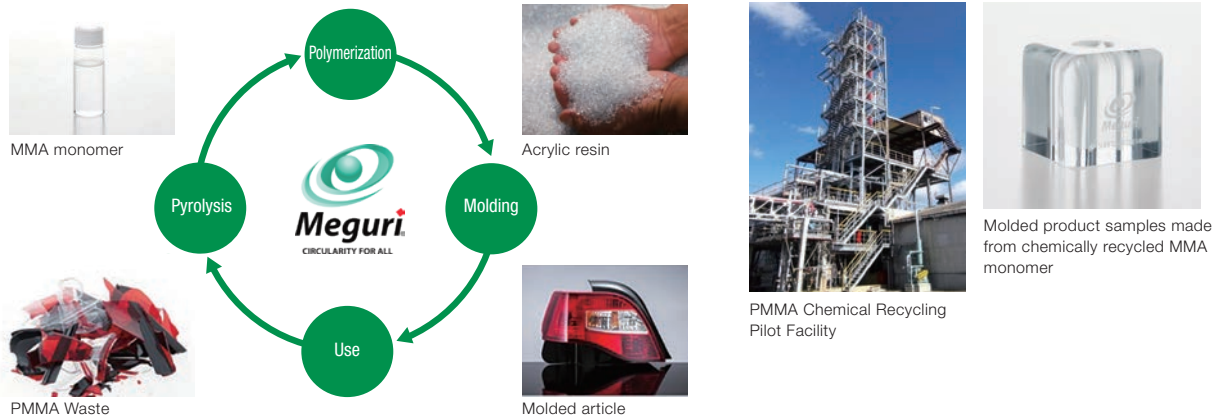 Polymerization
MMA monomer
Acrylic resin
Pyrolysis
Meguri
CIRCULARITY FOR ALL
Molding
PMMA Waste
Use
Molded article
PMMA Chemical Recycling
Pilot Facility
Meguri
Molded product samples made
from chemically recycled MMA
monomer